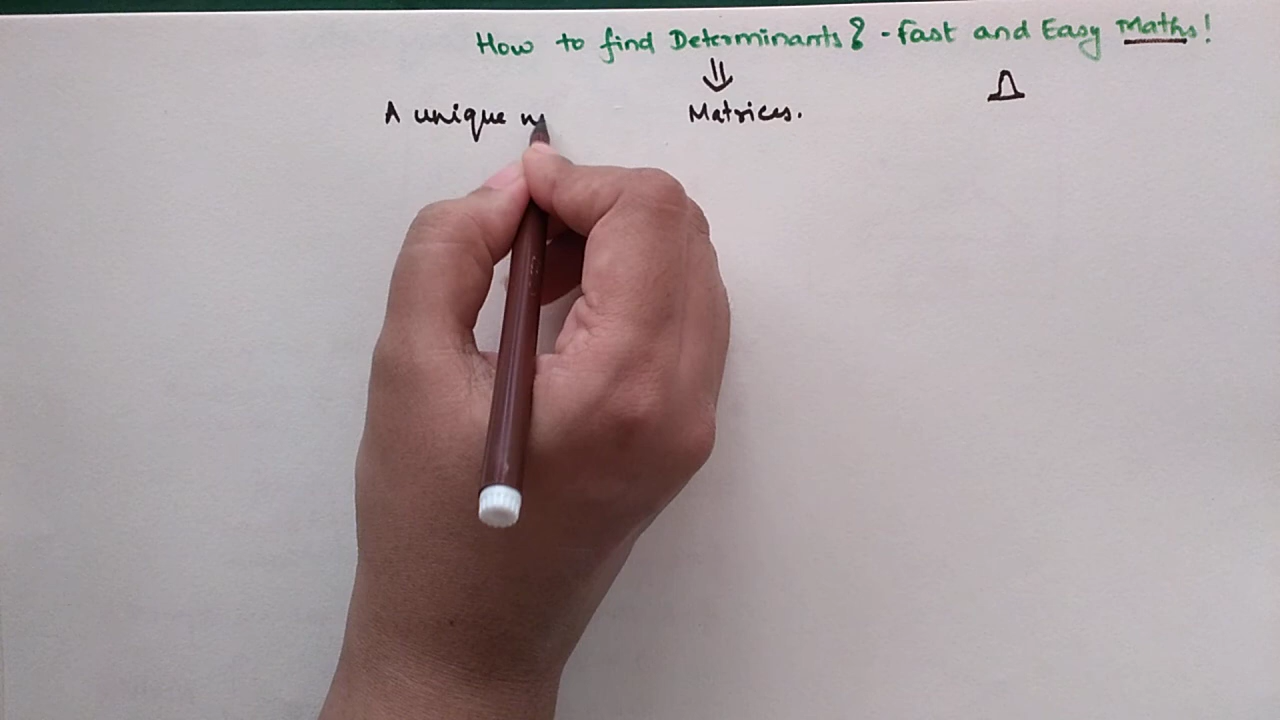 How to find Determinants? - Fast and Easy Maths!
A unique Matrices.